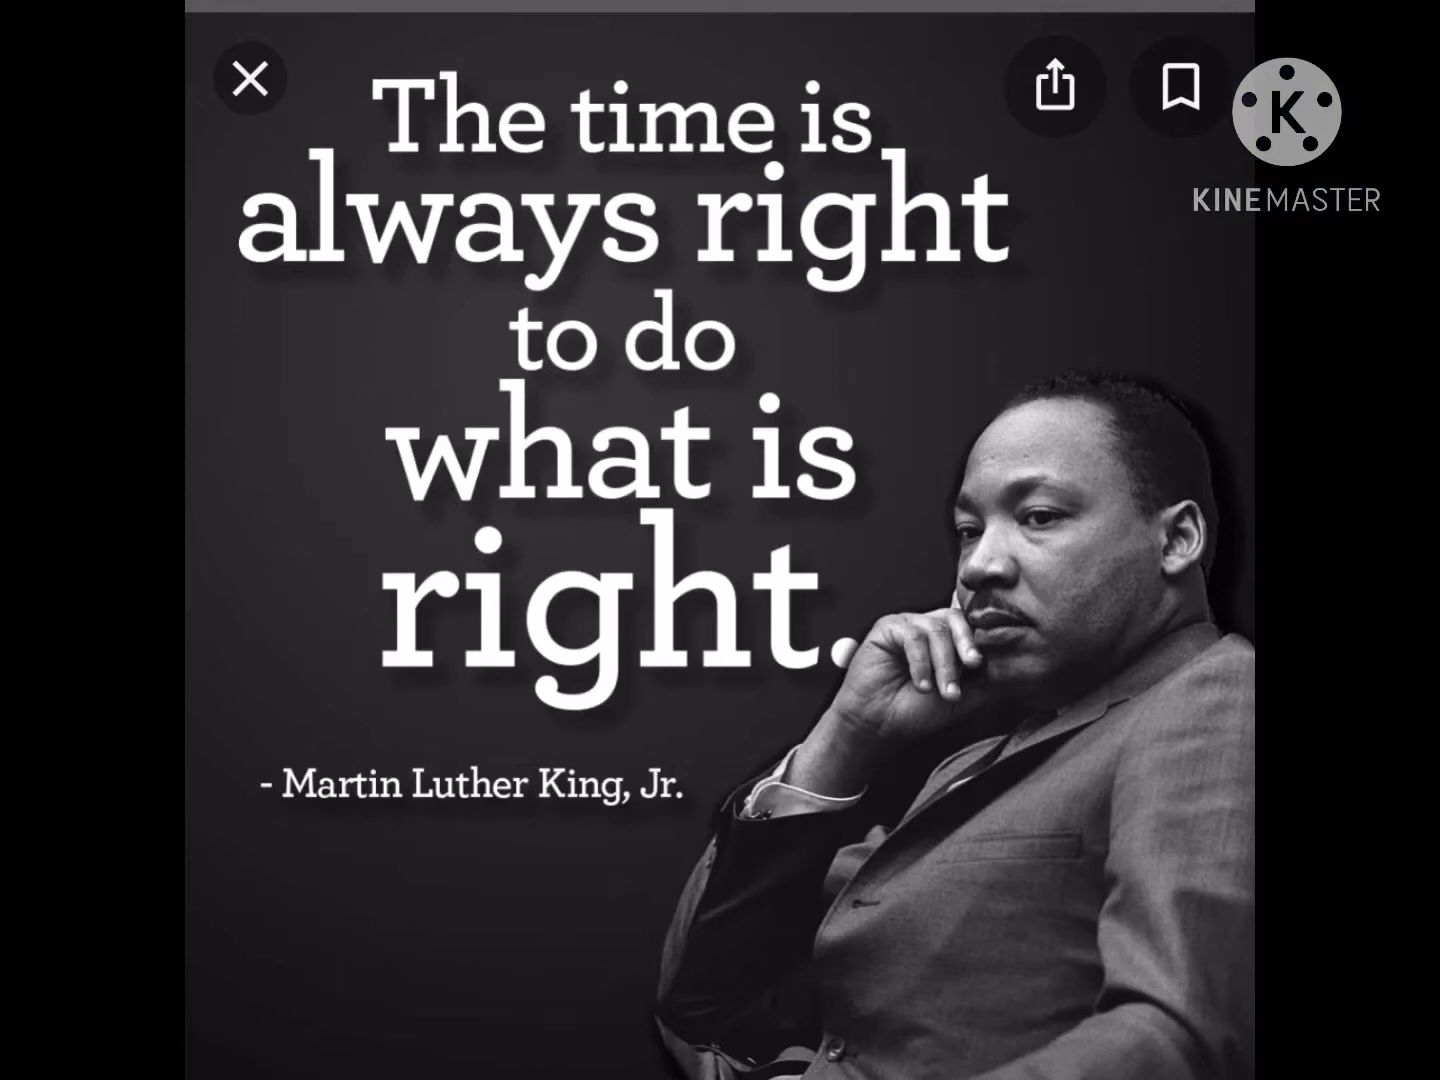 The time is
always right
to do
what is
right.
- Martin Luther King, Jr.
K
KINEMASTER